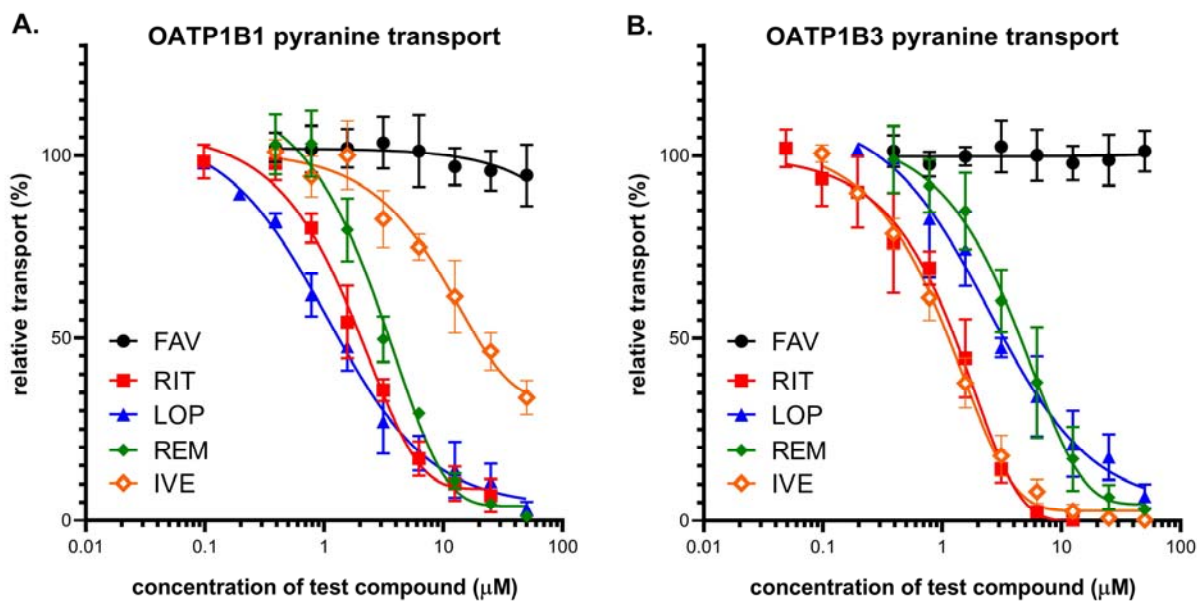 A.
OATP1B1 pyranine transport
relative transport (%)
100
50
0
FAV
RIT
LOP
REM
IVE
0.01
0.1
1
10
100
concentration of test compound (μM)
B.
OATP1B3 pyranine transport
relative transport (%)
100
50
0
FAV
RIT
LOP
REM
IVE
0.01
0.1
1
10
100
concentration of test compound (μM)